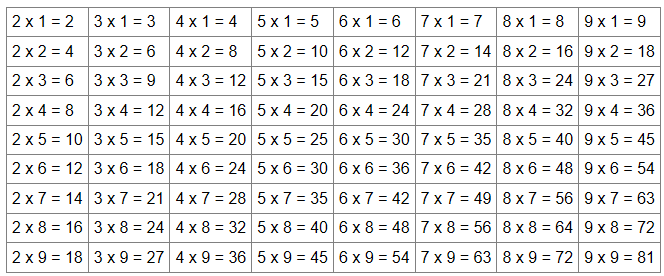 2 x 1 = 2 3 x 1 = 3 4 x 1 = 4 5 x 1 = 5 6 x 1 = 6 7 x 1 = 7 8 x 1 = 8 9 x 1 = 9
2 x 2 = 4 3 x 2 = 6 4 x 2 = 8 5 x 2 = 10 6 x 2 = 12 7 x 2 = 14 8 x 2 = 16 9 x 2 = 18
2 x 3 = 6 3 x 3 = 9 4 x 3 = 12 5 x 3 = 15 6 x 3 = 18 7 x 3 = 21 8 x 3 = 24 9 x 3 = 27
2 x 4 = 8 3 x 4 = 12 4 x 4 = 16 5 x 4 = 20 6 x 4 = 24 7 x 4 = 28 8 x 4 = 32 9 x 4 = 36
2 x 5 = 10 3 x 5 = 15 4 x 5 = 20 5 x 5 = 25 6 x 5 = 30 7 x 5 = 35 8 x 5 = 40 9 x 5 = 45
2 x 6 = 12 3 x 6 = 18 4 x 6 = 24 5 x 6 = 30 6 x 6 = 36 7 x 6 = 42 8 x 6 = 48 9 x 6 = 54
2 x 7 = 14 3 x 7 = 21 4 x 7 = 28 5 x 7 = 35 6 x 7 = 42 7 x 7 = 49 8 x 7 = 56 9 x 7 = 63
2 x 8 = 16 3 x 8 = 24 4 x 8 = 32 5 x 8 = 40 6 x 8 = 48 7 x 8 = 56 8 x 8 = 64 9 x 8 = 72
2 x 9 = 18 3 x 9 = 27 4 x 9 = 36 5 x 9 = 45 6 x 9 = 54 7 x 9 = 63 8 x 9 = 72 9 x 9 = 81